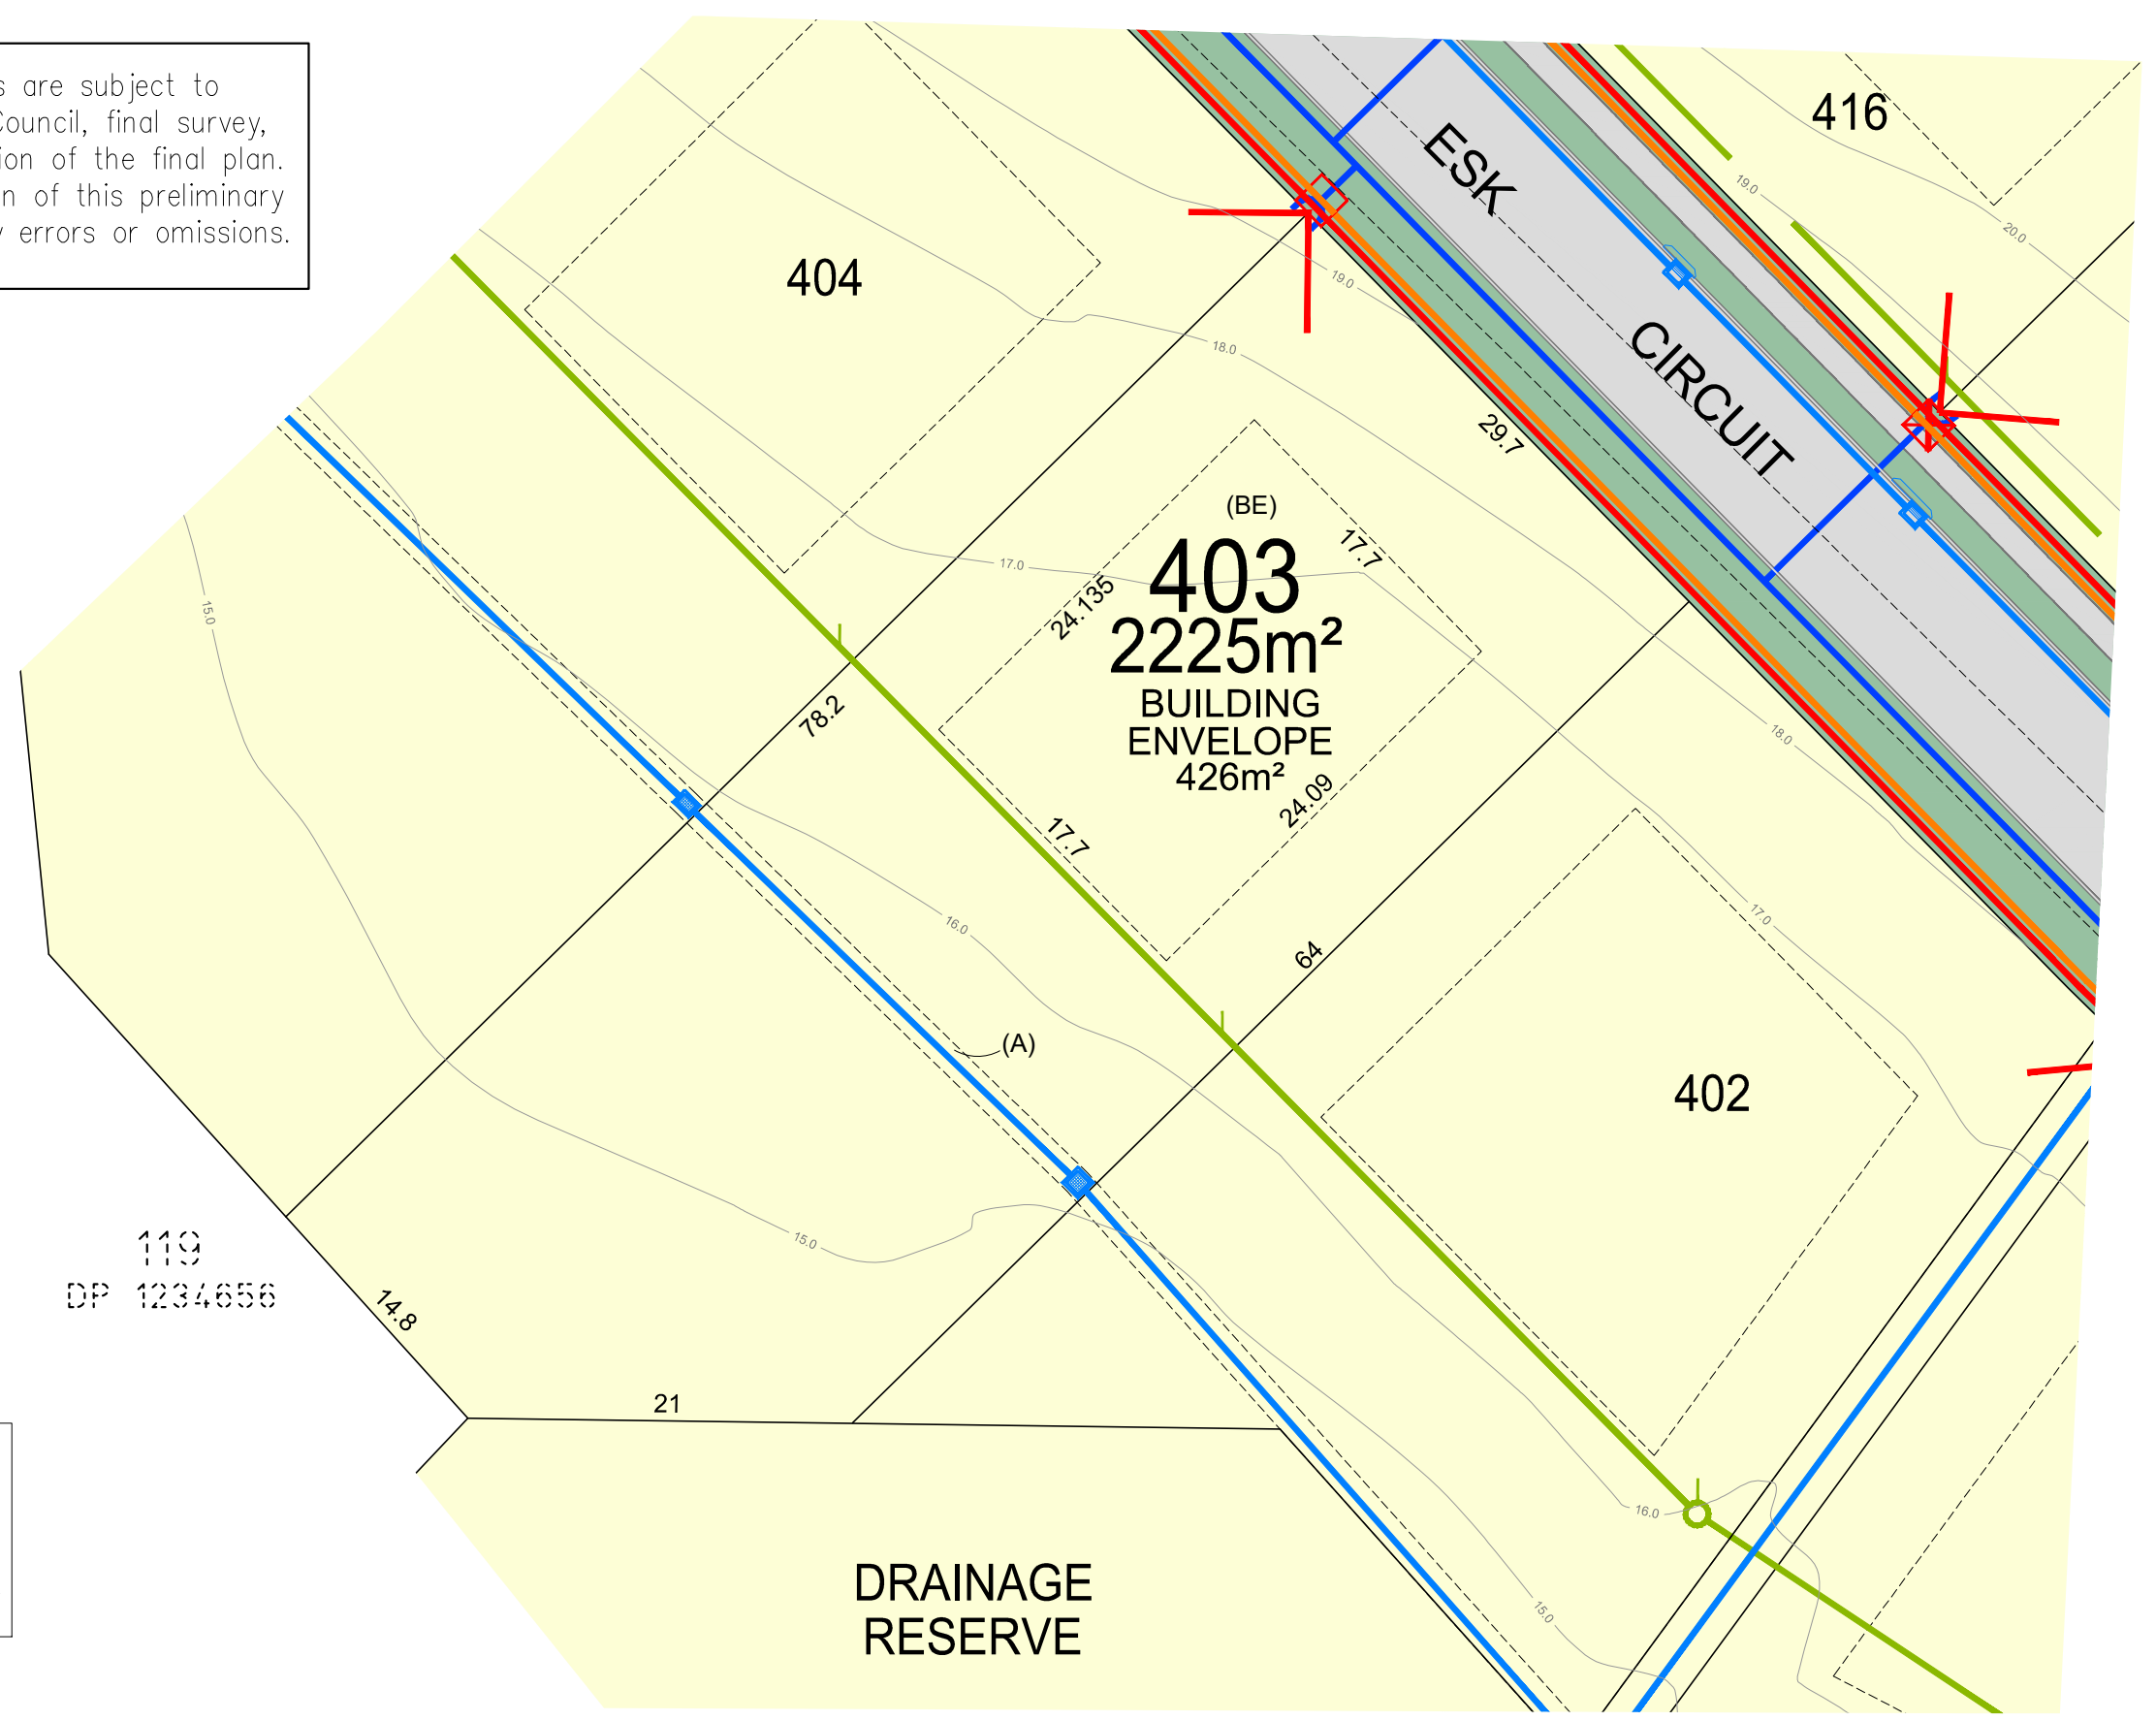 s are subject to
Council, final survey,
ion of the final plan.
n of this preliminary
y errors or omissions.
416
ESK
CIRCUIT
19.0
20.0
404
19.0
18.0
29.7
(BE)
17.7
403
17.0
24.135
2225m²
BUILDING
ENVELOPE
426m²
15.0
78.2
18.0
24.09
17.7
16.0
64
17.0
(A)
402
15.0
119
DP 1234656
14.8
21
16.0
15.0
DRAINAGE
RESERVE